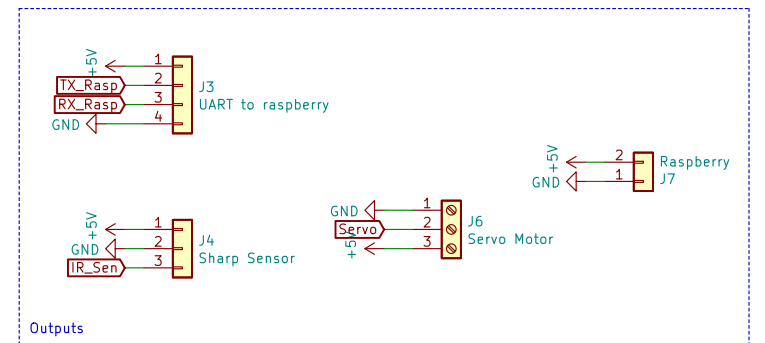 +5V 1
TX_Rasp 2
RX_Rasp 3
GND 4
J3
UART to raspberry
+5V 2
GND 1
Raspberry
J7
+5V 1
GND 2
IR_Sen 3
J4
Sharp Sensor
GND 1
Servo 2
+5V 3
J6
Servo Motor
Outputs